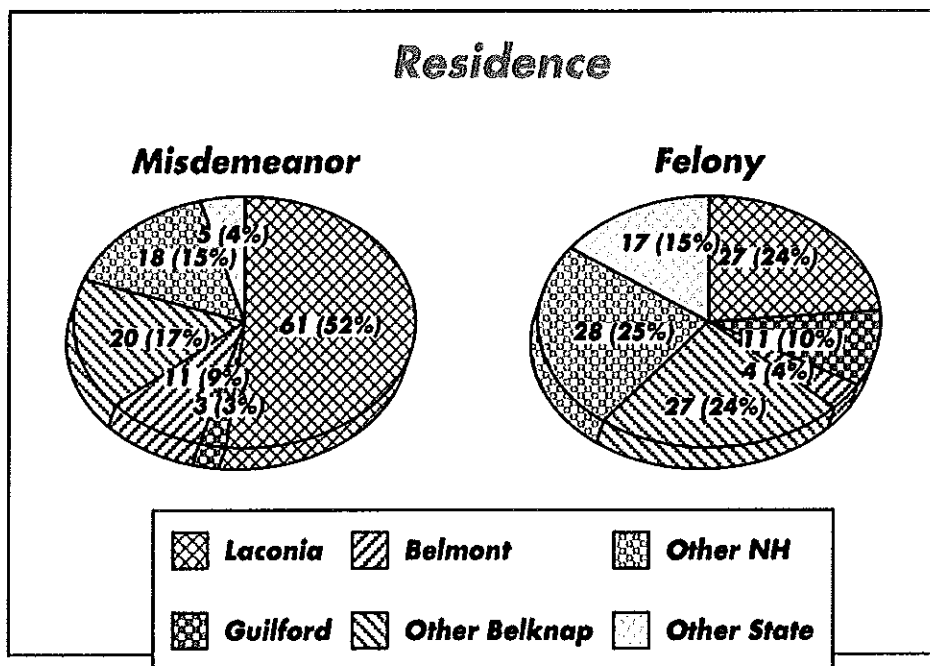 Residence
Misdemeanor
Felony
5 (4%)
18 (15%)
61 (52%)
20 (17%)
11 (9%)
3 (3%)
17 (15%)
27 (24%)
28 (25%)
11 (10%)
4 (4%)
27 (24%)
Laconia
Belmont
Other NH
Guilford
Other Belknap
Other State